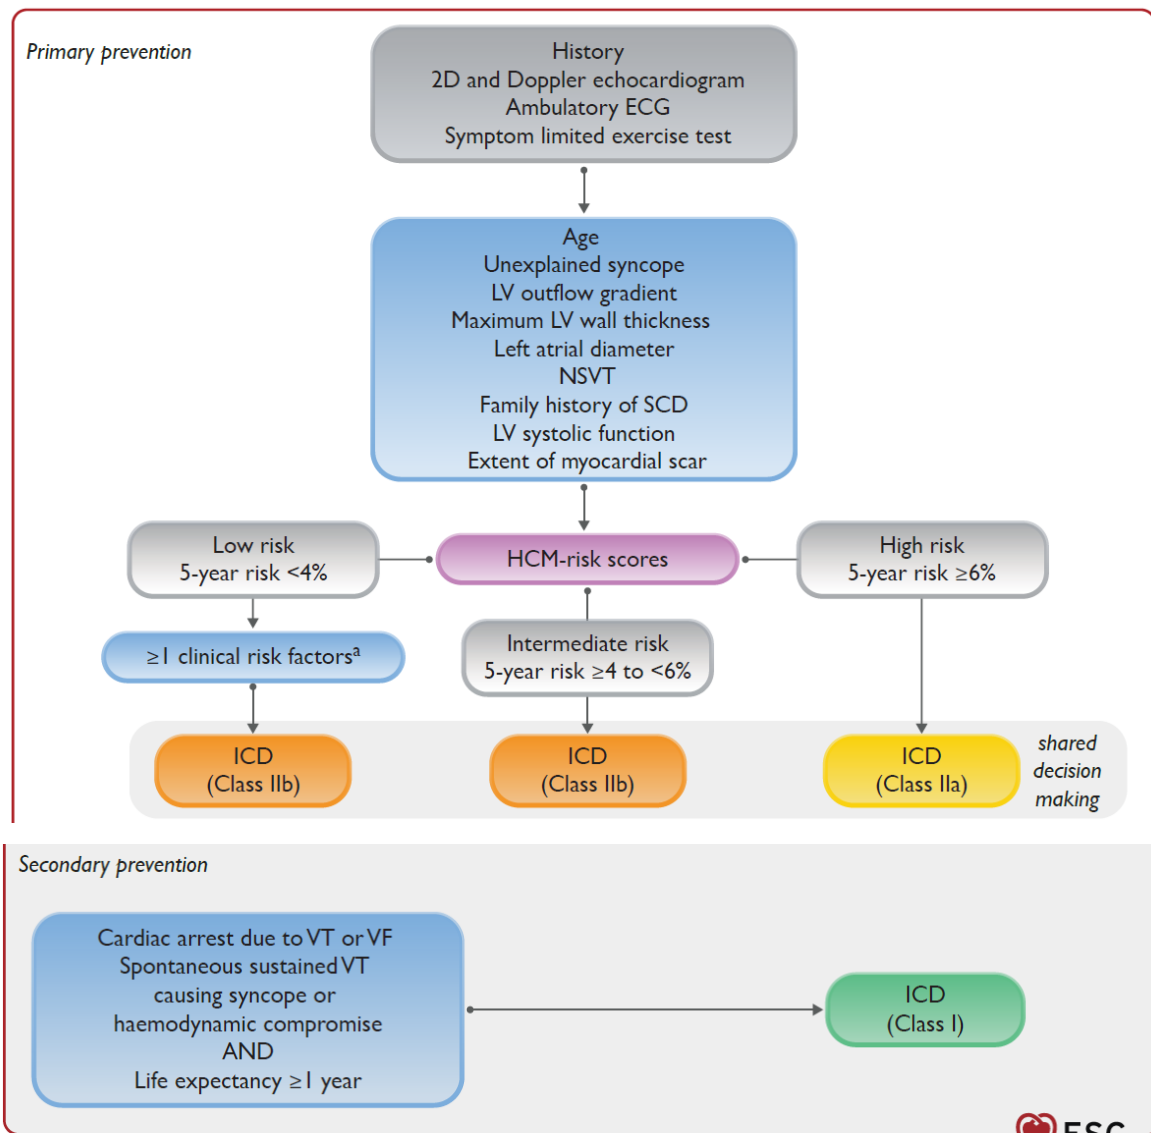 Primary prevention
History
2D and Doppler echocardiogram
Ambulatory ECG
Symptom limited exercise test
Age
Unexplained syncope
LV outflow gradient
Maximum LV wall thickness
Left atrial diameter
NSVT
Family history of SCD
LV systolic function
Extent of myocardial scar
Low risk
5-year risk <4%
HCM-risk scores
High risk
5-year risk ≥6%
≥1 clinical risk factorsᵃ
Intermediate risk
5-year risk ≥4 to <6%
ICD
(Class IIb)
ICD
(Class IIb)
ICD
(Class IIa)
shared
decision
making
Secondary prevention
Cardiac arrest due to VT or VF
Spontaneous sustained VT
causing syncope or
haemodynamic compromise
AND
Life expectancy ≥1 year
ICD
(Class I)
ESC